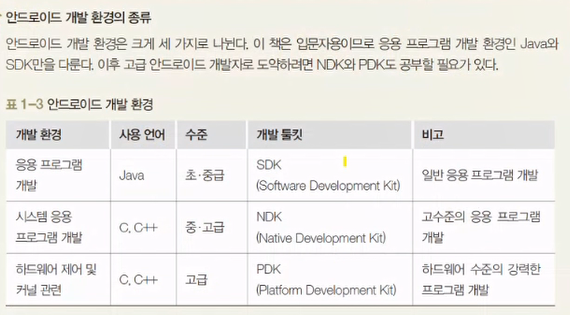 안드로이드 개발 환경의 종류
안드로이드 개발 환경은 크게 세 가지로 나뉜다. 이 책은 입문자용이므로 응용 프로그램 개발 환경인 Java와
SDK만을 다룬다. 이후 고급 안드로이드 개발자로 도약하려면 NDK와 PDK도 공부할 필요가 있다.
표 1-3 안드로이드 개발 환경
개발 환경 사용 언어 수준 개발 툴킷 비고
응용 프로그램
개발
Java
초·중급
SDK
(Software Development Kit)
일반 응용 프로그램 개발
시스템 응용
프로그램 개발
C, C++
중·고급
NDK
(Native Development Kit)
고수준의 응용 프로그램
개발
하드웨어 제어 및
커널 관련
C, C++
고급
PDK
(Platform Development Kit)
하드웨어 수준의 강력한
프로그램 개발